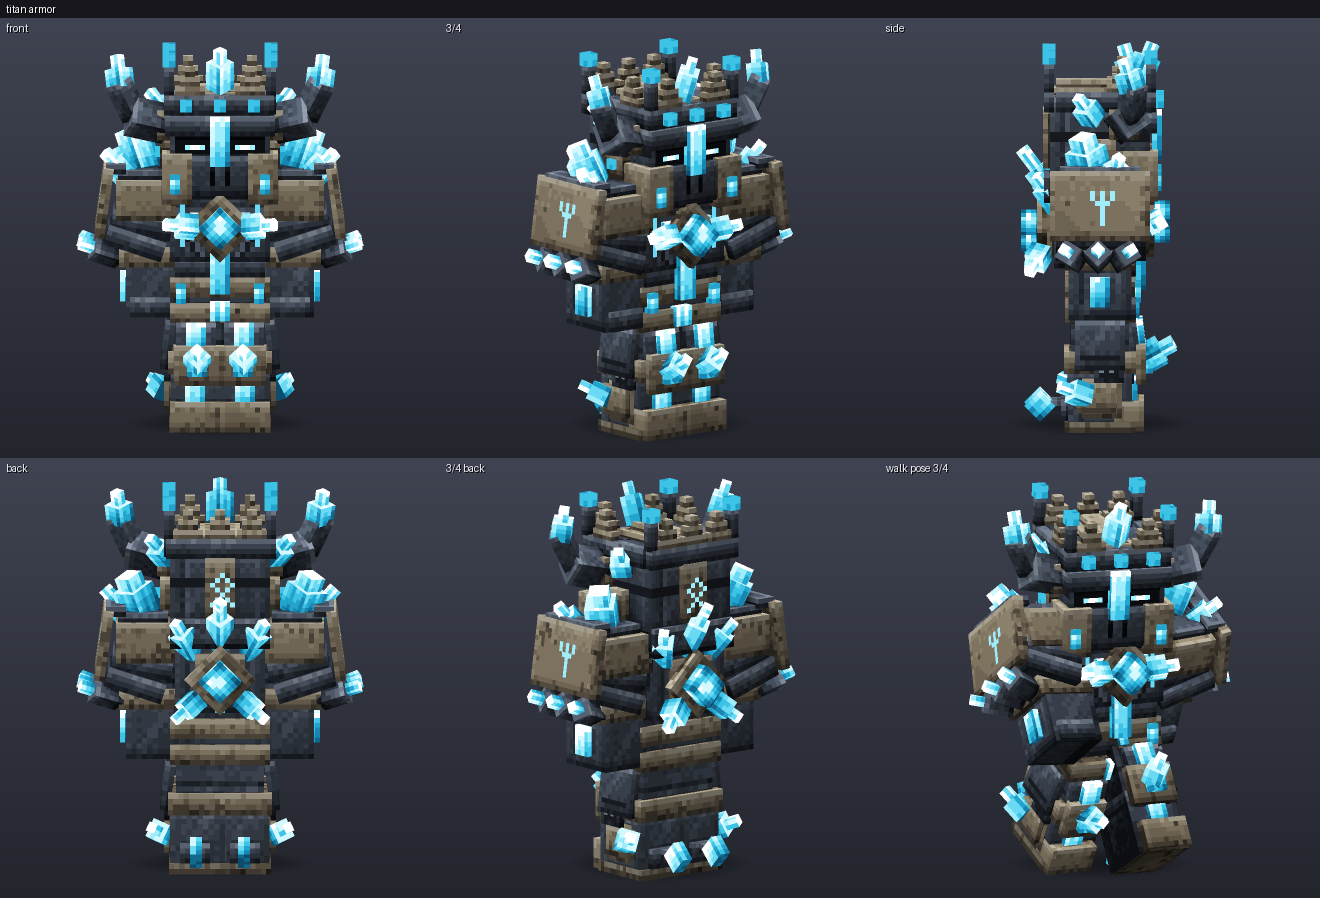 titan armor
front
3/4
side
back
3/4 back
walk pose 3/4